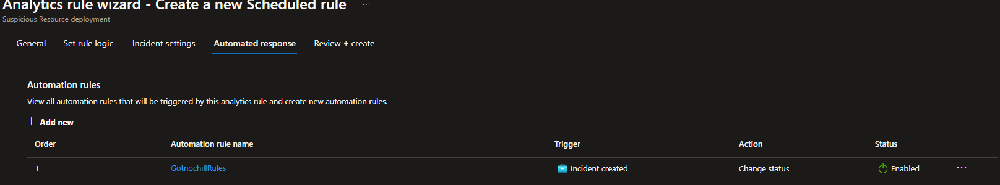 Analytics rule wizard - Create a new Scheduled rule ...
Suspicious Resource deployment
General Set rule logic Incident settings Automated response Review + create
Automation rules
View all automation rules that will be triggered by this analytics rule and create new automation rules.
+ Add new
Order Automation rule name Trigger Action Status
1 GotnochillRules Incident created Change status Enabled ...